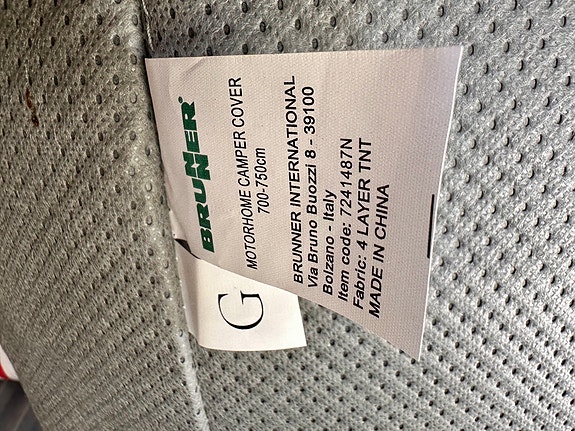 BRUNNER®
MOTORHOME CAMPER COVER
700-750cm
BRUNNER INTERNATIONAL
Via Bruno Buozzi 8 - 39100
Bolzano - Italy
Item code: 7241487N
Fabric: 4 LAYER TNT
MADE IN CHINA
G